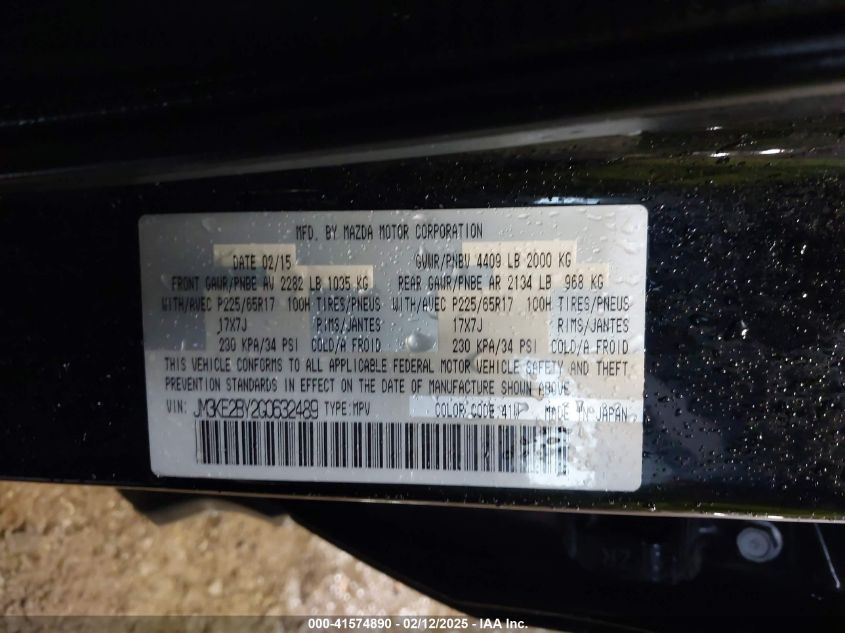 MFD. BY MAZDA MOTOR CORPORATION
DATE 02/15 GVWR/PNBV 4409 LB 2000 KG
FRONT GAWR/PNBE AV 2282 LB 1035 KG REAR GAWR/PNBE AR 2134 LB 968 KG
WITH/AVEC P225/65R17 100H TIRES/PNEUS WITH/AVEC P225/65R17 100H TIRES/PNEUS
17X7J RIMS/JANTES 17X7J RIMS/JANTES
230 KPA/34 PSI COLD/A FROID 230 KPA/34 PSI COLD/A FROID
THIS VEHICLE CONFORMS TO ALL APPLICABLE FEDERAL MOTOR VEHICLE SAFETY AND THEFT
PREVENTION STANDARDS IN EFFECT ON THE DATE OF MANUFACTURE SHOWN ABOVE.
VIN: JM3KE2BY2G0632489 TYPE:MPV COLOR CODE 41W MADE IN JAPAN
000-41574890 - 02/12/2025 - IAA Inc.